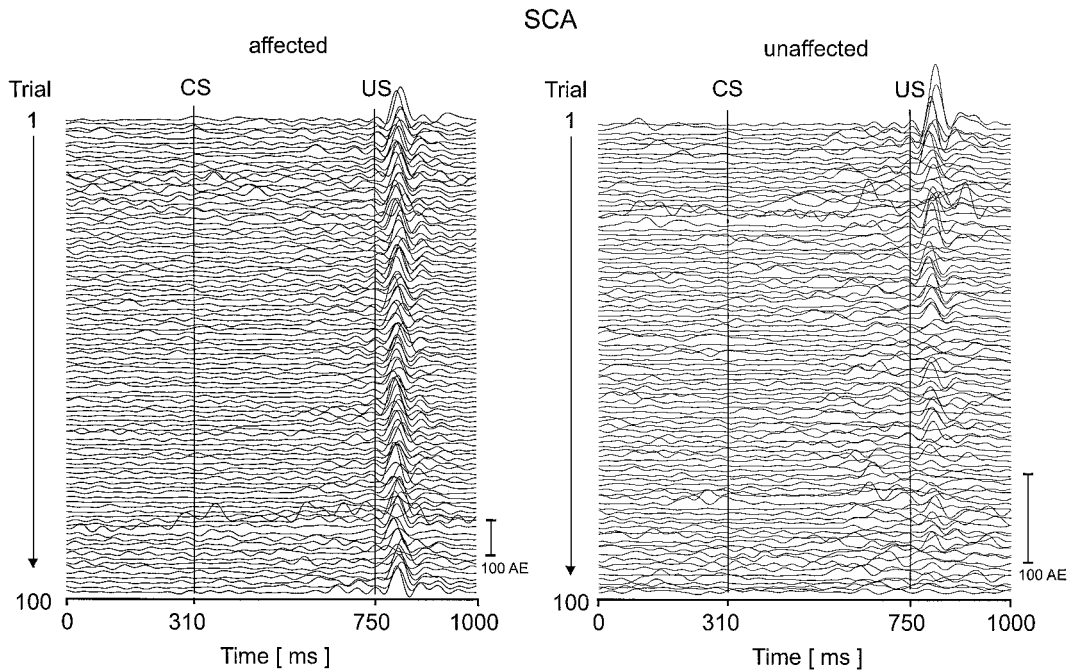 SCA
affected
Trial
CS
US
1
100
100 AE
0
310
750
1000
Time [ ms ]
unaffected
Trial
CS
US
1
100
100 AE
0
310
750
1000
Time [ ms ]